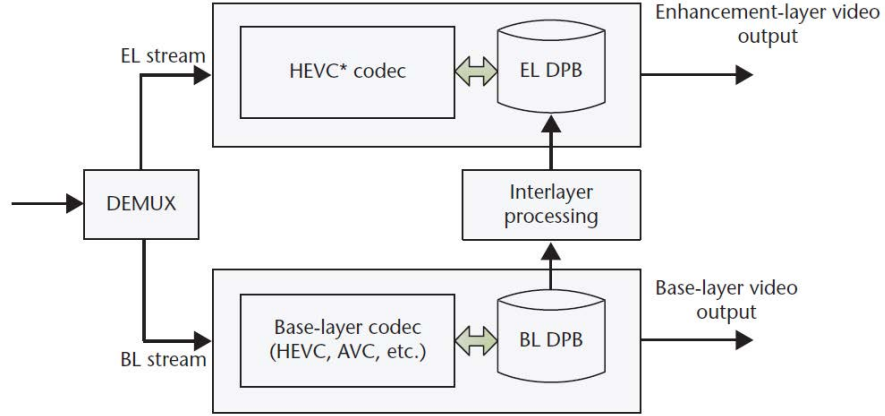 Enhancement-layer video
output
EL stream
HEVC* codec
EL DPB
DEMUX
Interlayer
processing
Base-layer video
output
Base-layer codec
(HEVC, AVC, etc.)
BL DPB
BL stream